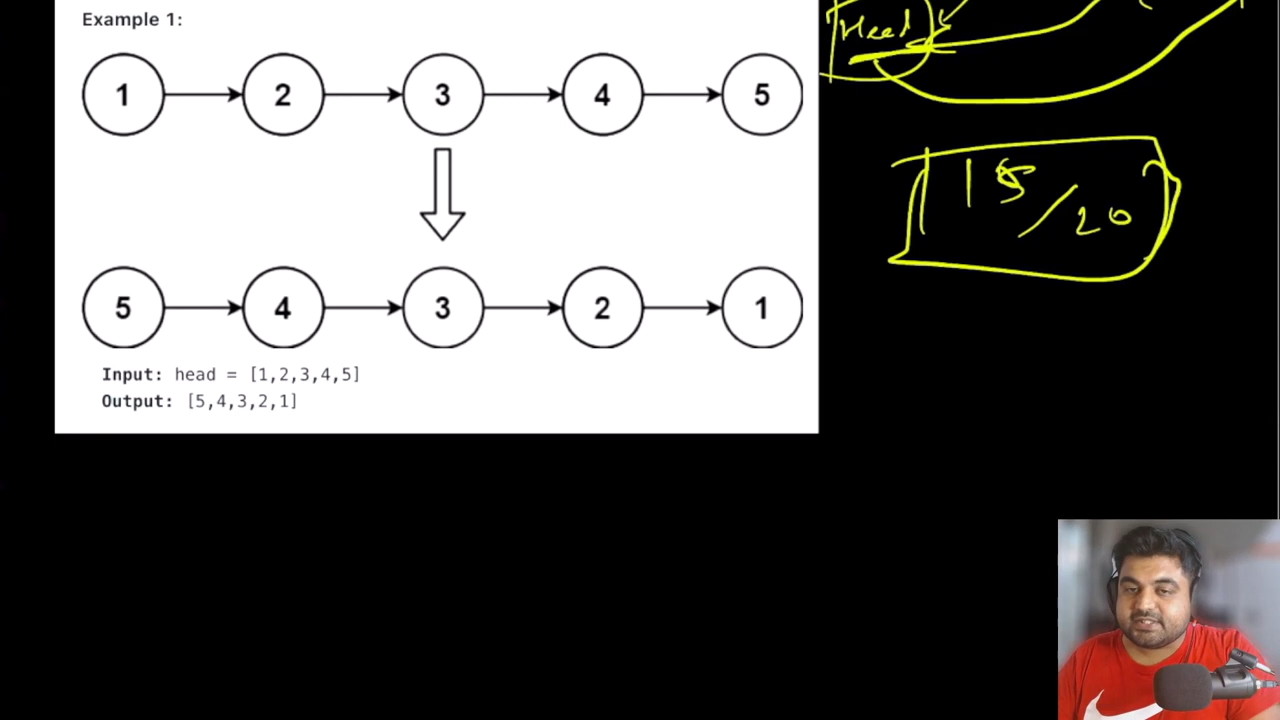 Example 1:
Head
1 2 3 4 5
18/20
5 4 3 2 1
Input: head = [1,2,3,4,5]
Output: [5,4,3,2,1]